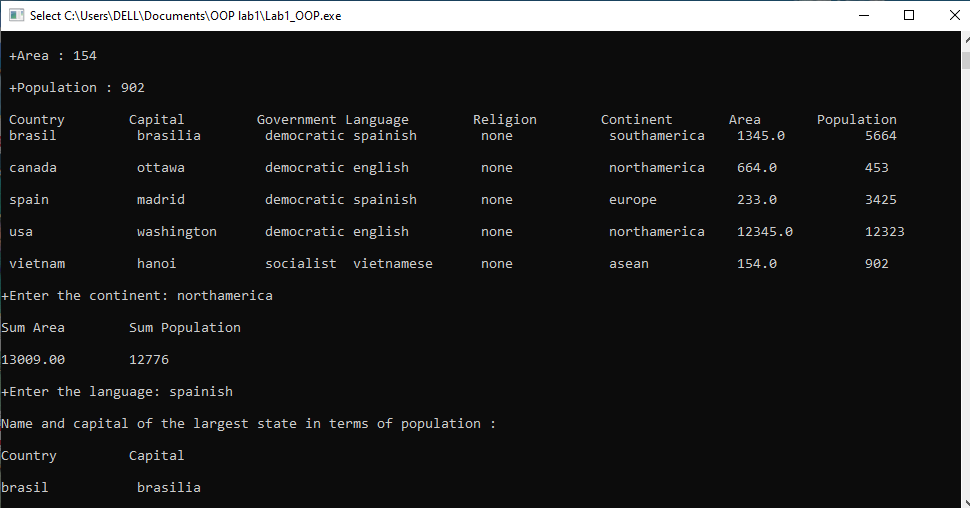 Select C:\Users\DELL\Documents\OOP lab1\Lab1_OOP.exe
+Area : 154
+Population : 902
Country Capital Government Language Religion Continent Area Population
brasil brasilia democratic spainish none southamerica 1345.0 5664
canada ottawa democratic english none northamerica 664.0 453
spain madrid democratic spainish none europe 233.0 3425
usa washington democratic english none northamerica 12345.0 12323
vietnam hanoi socialist vietnamese none asean 154.0 902
+Enter the continent: northamerica
Sum Area Sum Population
13009.00 12776
+Enter the language: spainish
Name and capital of the largest state in terms of population :
Country Capital
brasil brasilia